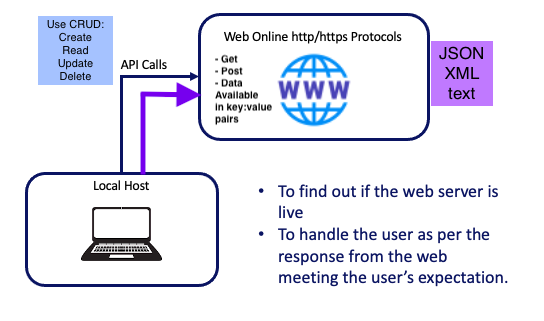 Use CRUD:
Create
Read
Update
Delete
API Calls
Web Online http/https Protocols
- Get
- Post
- Data
Available
in key:value
pairs
WWW
JSON
XML
text
Local Host
• To find out if the web server is
live
• To handle the user as per the
response from the web
meeting the user’s expectation.